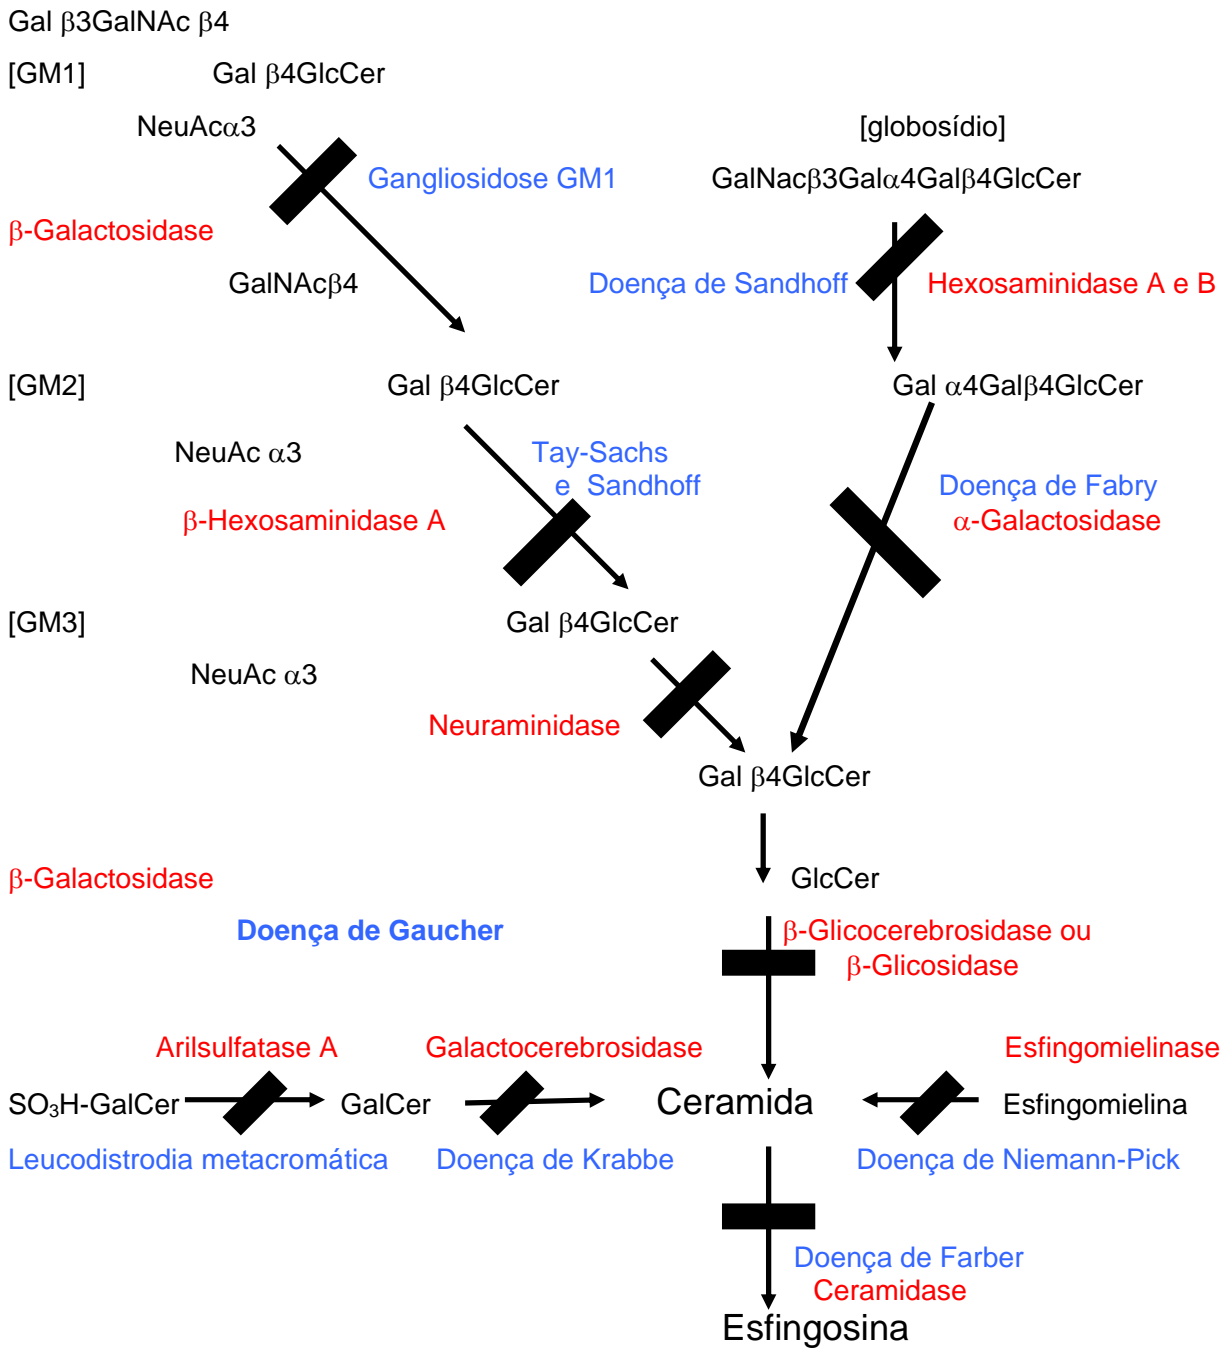 Gal β3GalNAc β4
[GM1] Gal β4GlcCer
NeuAcα3 [globosídio]
Gangliosidose GM1 GalNacβ3Galα4Galβ4GlcCer
β-Galactosidase
GalNAcβ4 Doença de Sandhoff Hexosaminidase A e B
[GM2] Gal β4GlcCer Gal α4Galβ4GlcCer
NeuAc α3 Tay-Sachs
e Sandhoff Doença de Fabry
β-Hexosaminidase A α-Galactosidase
[GM3] Gal β4GlcCer
NeuAc α3
Neuraminidase
Gal β4GlcCer
β-Galactosidase GlcCer
Doença de Gaucher β-Glicocerebrosidase ou
β-Glicosidase
Arilsulfatase A Galactocerebrosidase Esfingomielinase
SO₃H-GalCer GalCer Ceramida Esfingomielina
Leucodistrodia metacromática Doença de Krabbe Doença de Niemann-Pick
Doença de Farber
Ceramidase
Esfingosina